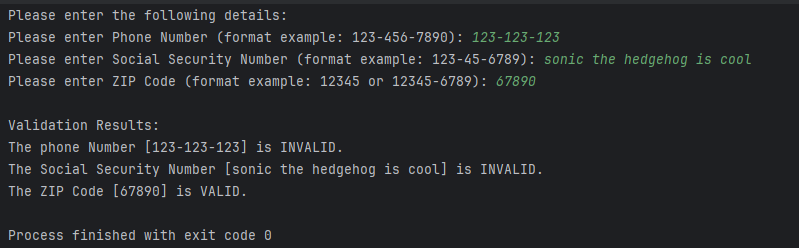 Please enter the following details:
Please enter Phone Number (format example: 123-456-7890): 123-123-123
Please enter Social Security Number (format example: 123-45-6789): sonic the hedgehog is cool
Please enter ZIP Code (format example: 12345 or 12345-6789): 67890
Validation Results:
The phone Number [123-123-123] is INVALID.
The Social Security Number [sonic the hedgehog is cool] is INVALID.
The ZIP Code [67890] is VALID.
Process finished with exit code 0